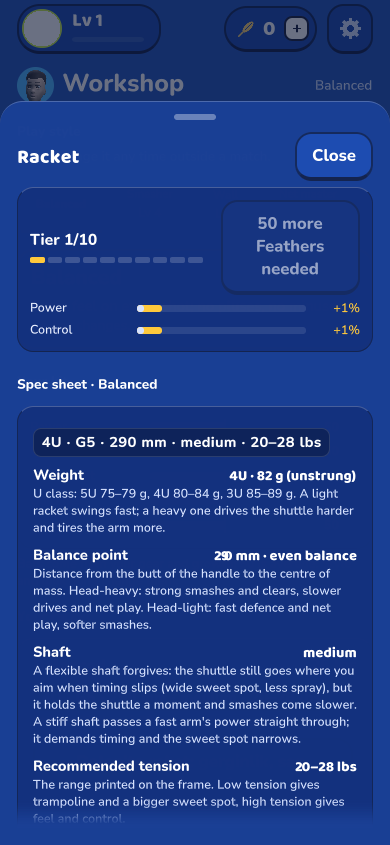 Lv 1
0
+
Workshop
Balanced
Racket
Close
Tier 1/10
50 more
Feathers
needed
Power
+1%
Control
+1%
Spec sheet · Balanced
4U · G5 · 290 mm · medium · 20–28 lbs
Weight
4U · 82 g (unstrung)
U class: 5U 75–79 g, 4U 80–84 g, 3U 85–89 g. A light
racket swings fast; a heavy one drives the shuttle harder
and tires the arm more.
Balance point
290 mm · even balance
Distance from the butt of the handle to the centre of
mass. Head-heavy: strong smashes and clears, slower
drives and net play. Head-light: fast defence and net
play, softer smashes.
Shaft
medium
A flexible shaft forgives: the shuttle still goes where you
aim when timing slips (wide sweet spot, less spray), but
it holds the shuttle a moment and smashes come slower.
A stiff shaft passes a fast arm's power straight through;
it demands timing and the sweet spot narrows.
Recommended tension
20–28 lbs
The range printed on the frame. Low tension gives
trampoline and a bigger sweet spot, high tension gives
feel and control.